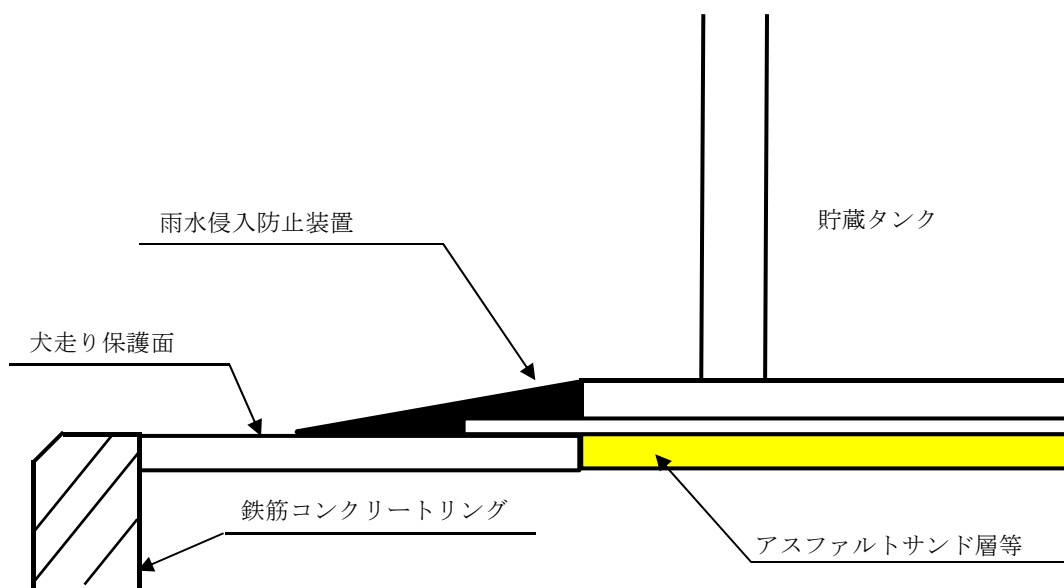 雨水侵入防止装置
貯蔵タンク
犬走り保護面
鉄筋コンクリートリング
アスファルトサンド層等